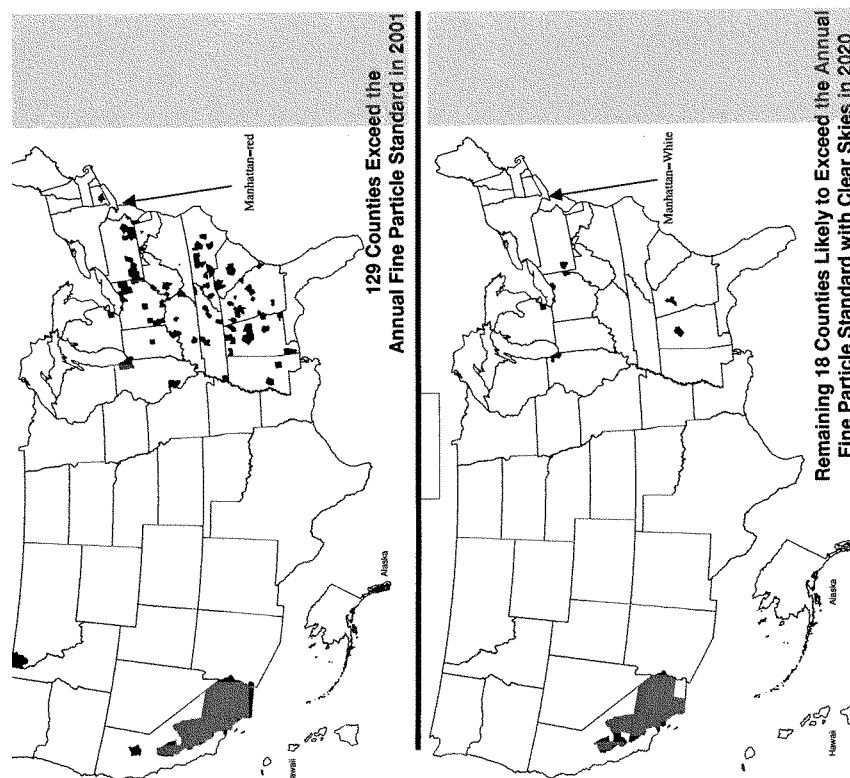 129 Counties Exceed the
Annual Fine Particle Standard in 2001
Manhattan=red
Alaska
awaii
Remaining 18 Counties Likely to Exceed the Annual
Fine Particle Standard with Clear Skies in 2020
Manhattan=White
Alaska
Hawaii